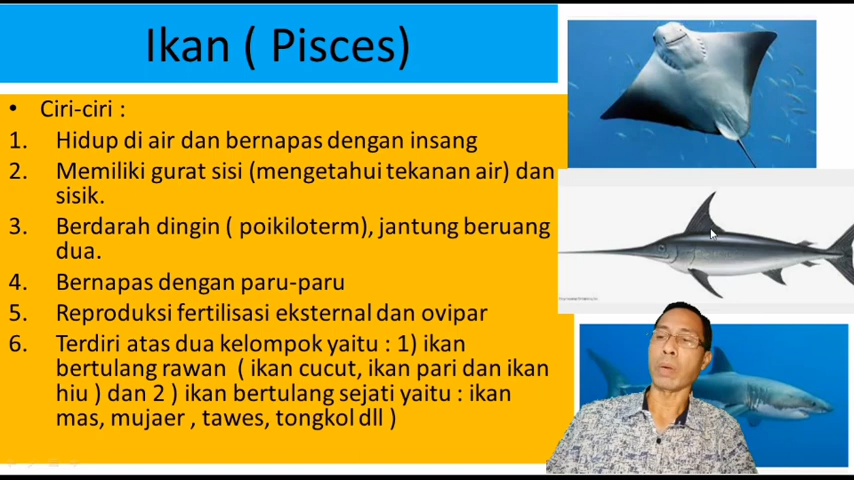 Ikan ( Pisces)
• Ciri-ciri :
1. Hidup di air dan bernapas dengan insang
2. Memiliki gurat sisi (mengetahui tekanan air) dan
sisik.
3. Berdarah dingin ( poikiloterm), jantung beruang
dua.
4. Bernapas dengan paru-paru
5. Reproduksi fertilisasi eksternal dan ovipar
6. Terdiri atas dua kelompok yaitu : 1) ikan
bertulang rawan ( ikan cucut, ikan pari dan ikan
hiu ) dan 2 ) ikan bertulang sejati yaitu : ikan
mas, mujaer , tawes, tongkol dll )